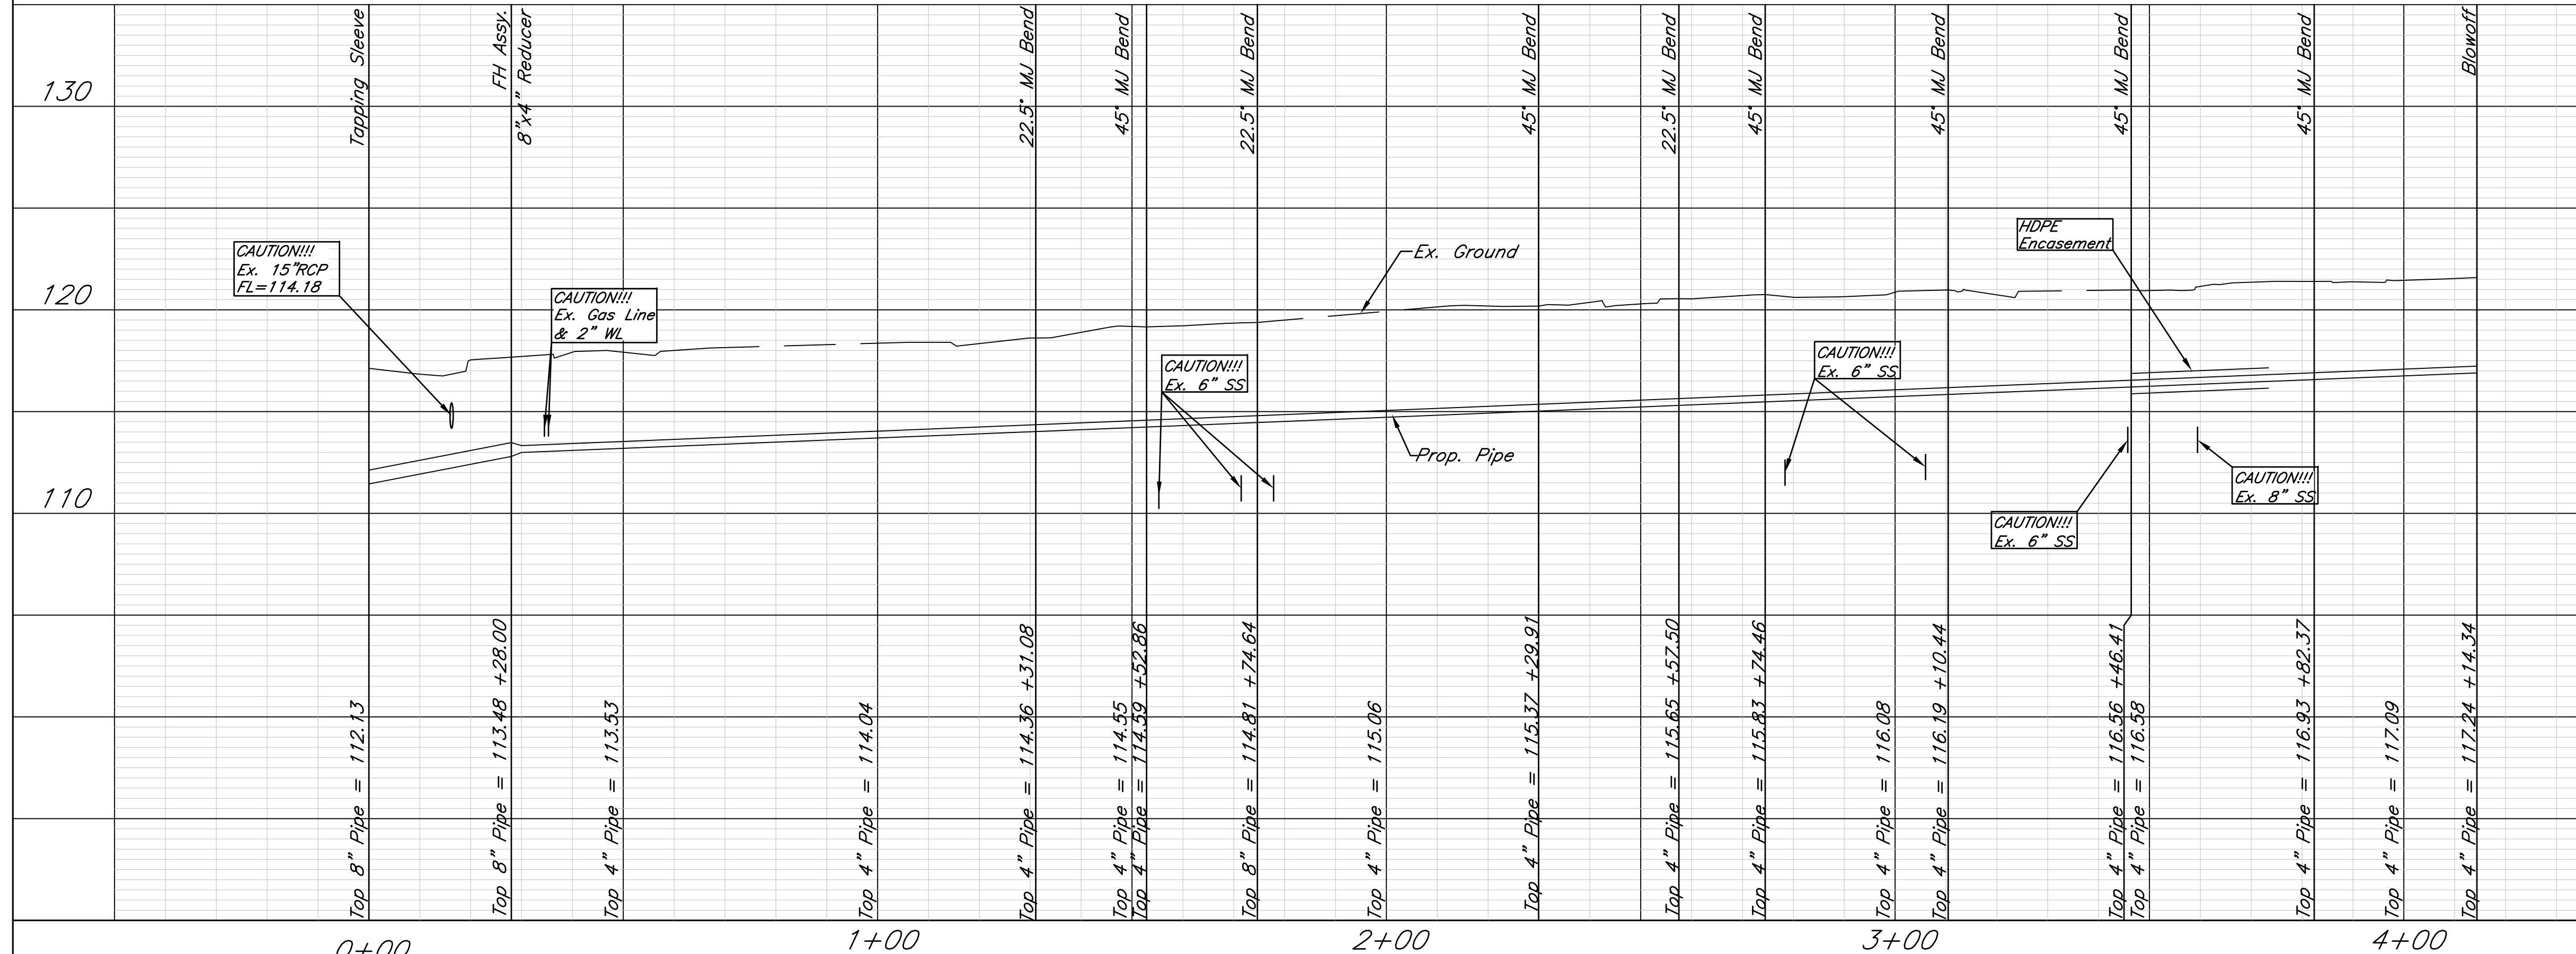 130
120
110
Tapping Sleeve
FH Assy.
8"x4" Reducer
22.5° MJ Bend
45° MJ Bend
22.5° MJ Bend
45° MJ Bend
22.5° MJ Bend
45° MJ Bend
45° MJ Bend
45° MJ Bend
45° MJ Bend
Blowoff
CAUTION!!!
Ex. 15"RCP
FL=114.18
CAUTION!!!
Ex. Gas Line
& 2" WL
CAUTION!!!
Ex. 6" SS
Ex. Ground
Prop. Pipe
CAUTION!!!
Ex. 6" SS
HDPE
Encasement
CAUTION!!!
Ex. 6" SS
CAUTION!!!
Ex. 8" SS
Top 8" Pipe = 112.13
Top 8" Pipe = 113.48 +28.00
Top 4" Pipe = 113.53
Top 4" Pipe = 114.04
Top 4" Pipe = 114.36 +31.08
Top 4" Pipe = 114.55
Top 4" Pipe = 114.59 +52.86
Top 8" Pipe = 114.81 +74.64
Top 4" Pipe = 115.06
Top 4" Pipe = 115.37 +29.91
Top 4" Pipe = 115.65 +57.50
Top 4" Pipe = 115.83 +74.46
Top 4" Pipe = 116.08
Top 4" Pipe = 116.19 +10.44
Top 4" Pipe = 116.56 +46.41
Top 4" Pipe = 116.58
Top 4" Pipe = 116.93 +82.37
Top 4" Pipe = 117.09
Top 4" Pipe = 117.24 +14.34
0+00
1+00
2+00
3+00
4+00